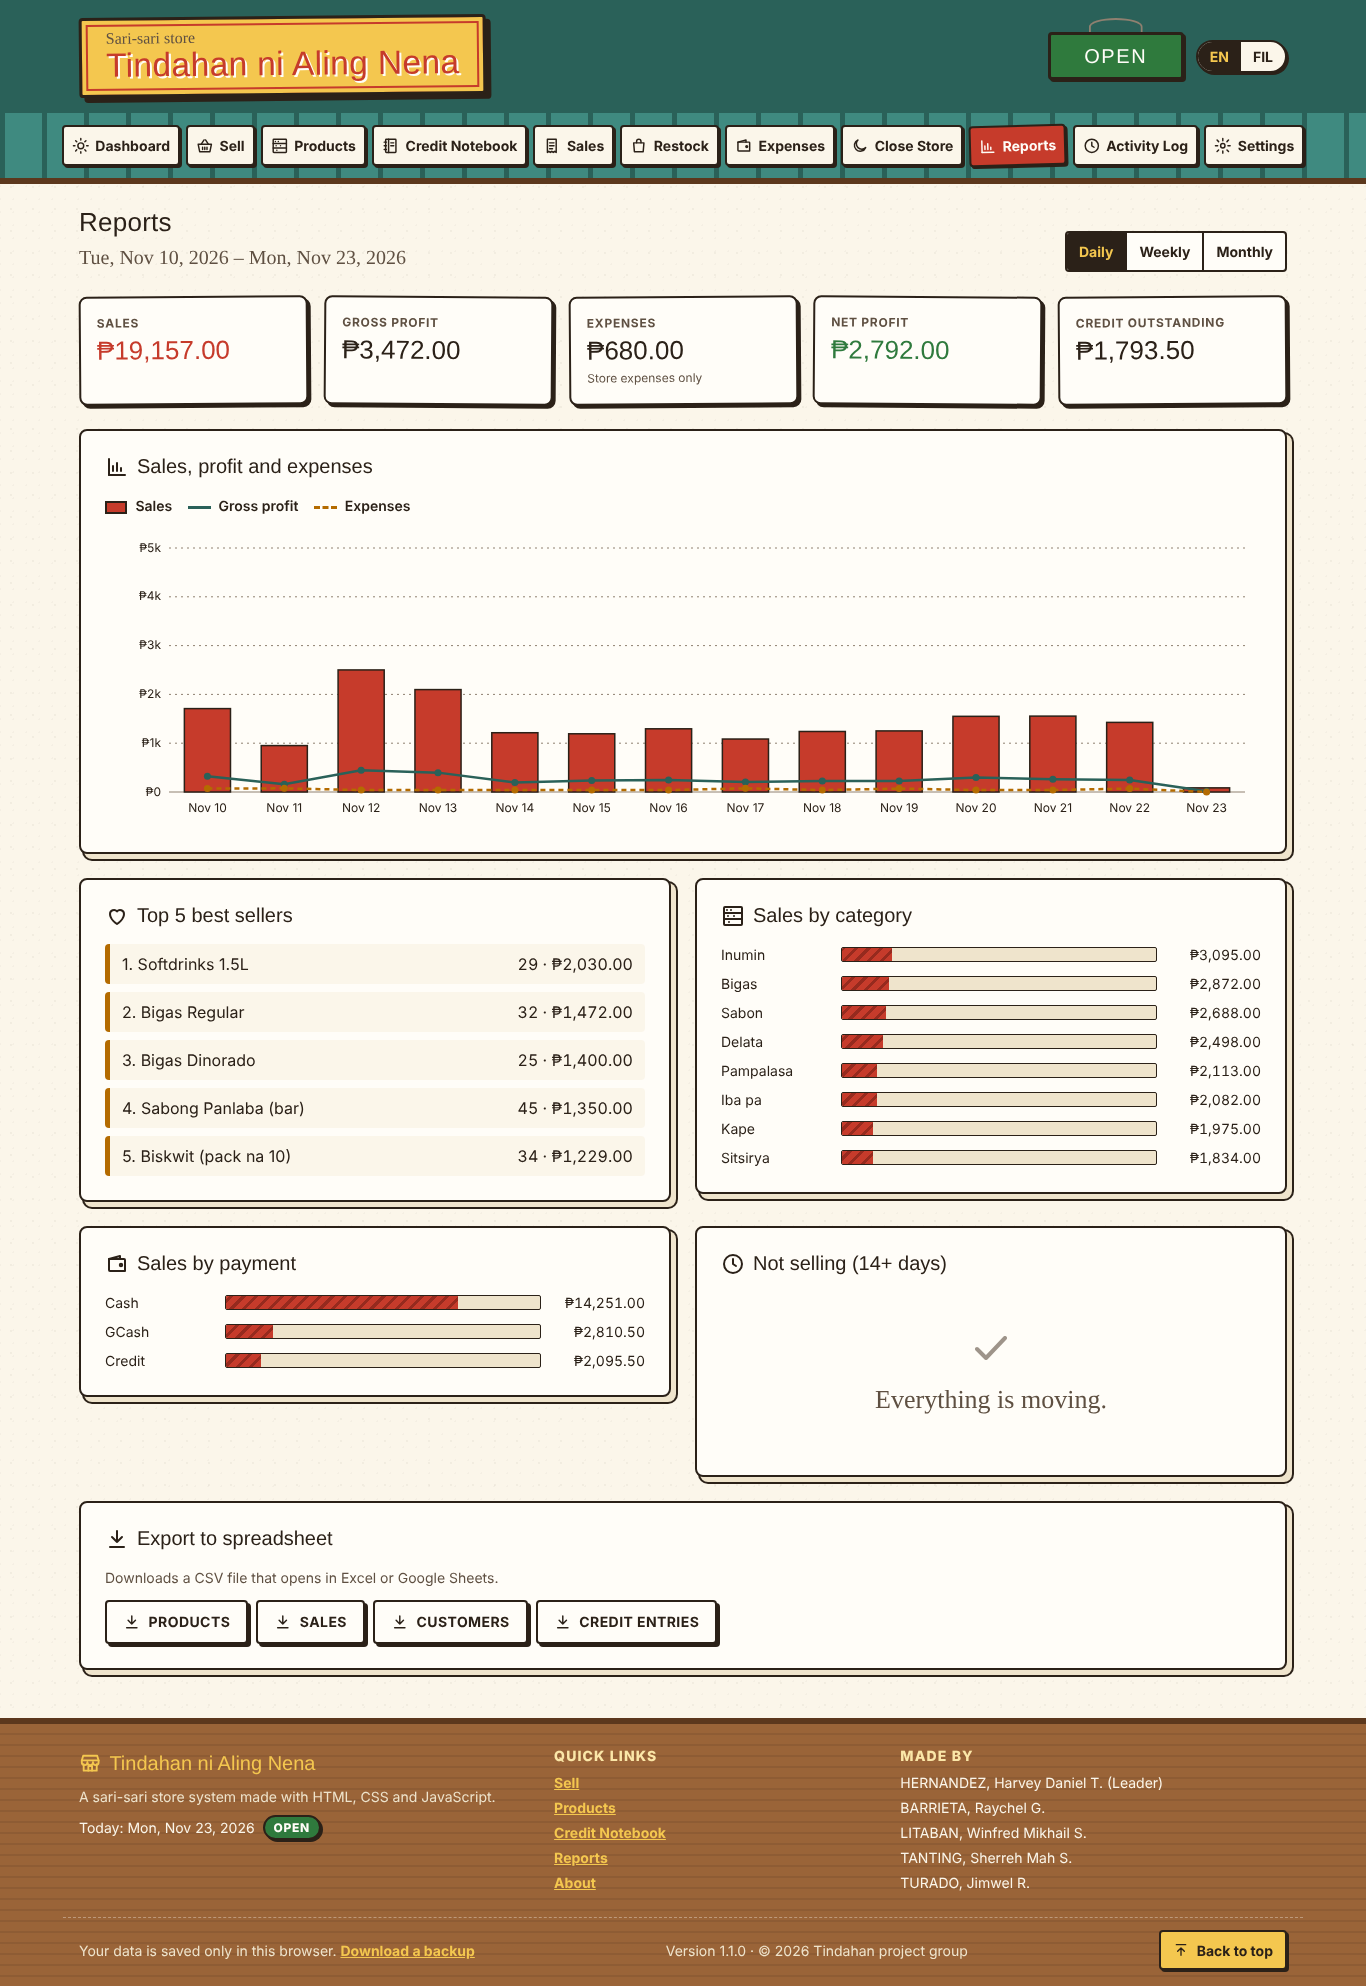 Sari-sari store
Tindahan ni Aling Nena
OPEN
EN FIL
Dashboard Sell Products Credit Notebook Sales Restock Expenses Close Store Reports Activity Log Settings
Reports
Tue, Nov 10, 2026 – Mon, Nov 23, 2026
Daily Weekly Monthly
SALES
₱19,157.00
GROSS PROFIT
₱3,472.00
EXPENSES
₱680.00
Store expenses only
NET PROFIT
₱2,792.00
CREDIT OUTSTANDING
₱1,793.50
Sales, profit and expenses
Sales Gross profit Expenses
₱5k
₱4k
₱3k
₱2k
₱1k
₱0
Nov 10 Nov 11 Nov 12 Nov 13 Nov 14 Nov 15 Nov 16 Nov 17 Nov 18 Nov 19 Nov 20 Nov 21 Nov 22 Nov 23
Top 5 best sellers
1. Softdrinks 1.5L 29 · ₱2,030.00
2. Bigas Regular 32 · ₱1,472.00
3. Bigas Dinorado 25 · ₱1,400.00
4. Sabong Panlaba (bar) 45 · ₱1,350.00
5. Biskwit (pack na 10) 34 · ₱1,229.00
Sales by category
Inumin ₱3,095.00
Bigas ₱2,872.00
Sabon ₱2,688.00
Delata ₱2,498.00
Pampalasa ₱2,113.00
Iba pa ₱2,082.00
Kape ₱1,975.00
Sitsirya ₱1,834.00
Sales by payment
Cash ₱14,251.00
GCash ₱2,810.50
Credit ₱2,095.50
Not selling (14+ days)
Everything is moving.
Export to spreadsheet
Downloads a CSV file that opens in Excel or Google Sheets.
PRODUCTS SALES CUSTOMERS CREDIT ENTRIES
Tindahan ni Aling Nena
A sari-sari store system made with HTML, CSS and JavaScript.
Today: Mon, Nov 23, 2026 OPEN
QUICK LINKS
Sell
Products
Credit Notebook
Reports
About
MADE BY
HERNANDEZ, Harvey Daniel T. (Leader)
BARRIETA, Raychel G.
LITABAN, Winfred Mikhail S.
TANTING, Sherreh Mah S.
TURADO, Jimwel R.
Your data is saved only in this browser. Download a backup
Version 1.1.0 · © 2026 Tindahan project group
Back to top